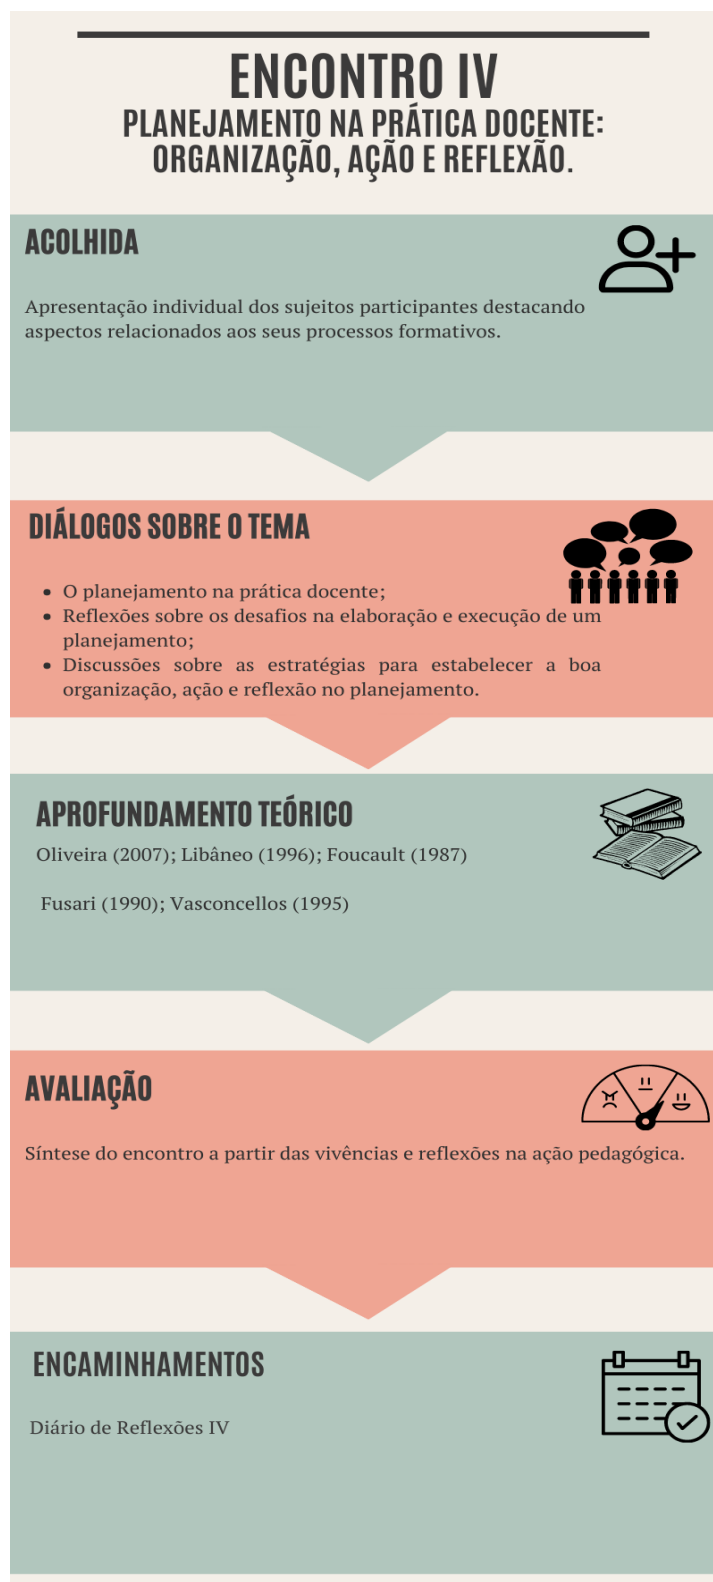 ENCONTRO IV
PLANEJAMENTO NA PRÁTICA DOCENTE:
ORGANIZAÇÃO, AÇÃO E REFLEXÃO.
ACOLHIDA
Apresentação individual dos sujeitos participantes destacando
aspectos relacionados aos seus processos formativos.
DIÁLOGOS SOBRE O TEMA
• O planejamento na prática docente;
• Reflexões sobre os desafios na elaboração e execução de um
planejamento;
• Discussões sobre as estratégias para estabelecer a boa
organização, ação e reflexão no planejamento.
APROFUNDAMENTO TEÓRICO
Oliveira (2007); Libâneo (1996); Foucault (1987)
Fusari (1990); Vasconcellos (1995)
AVALIAÇÃO
Síntese do encontro a partir das vivências e reflexões na ação pedagógica.
ENCAMINHAMENTOS
Diário de Reflexões IV